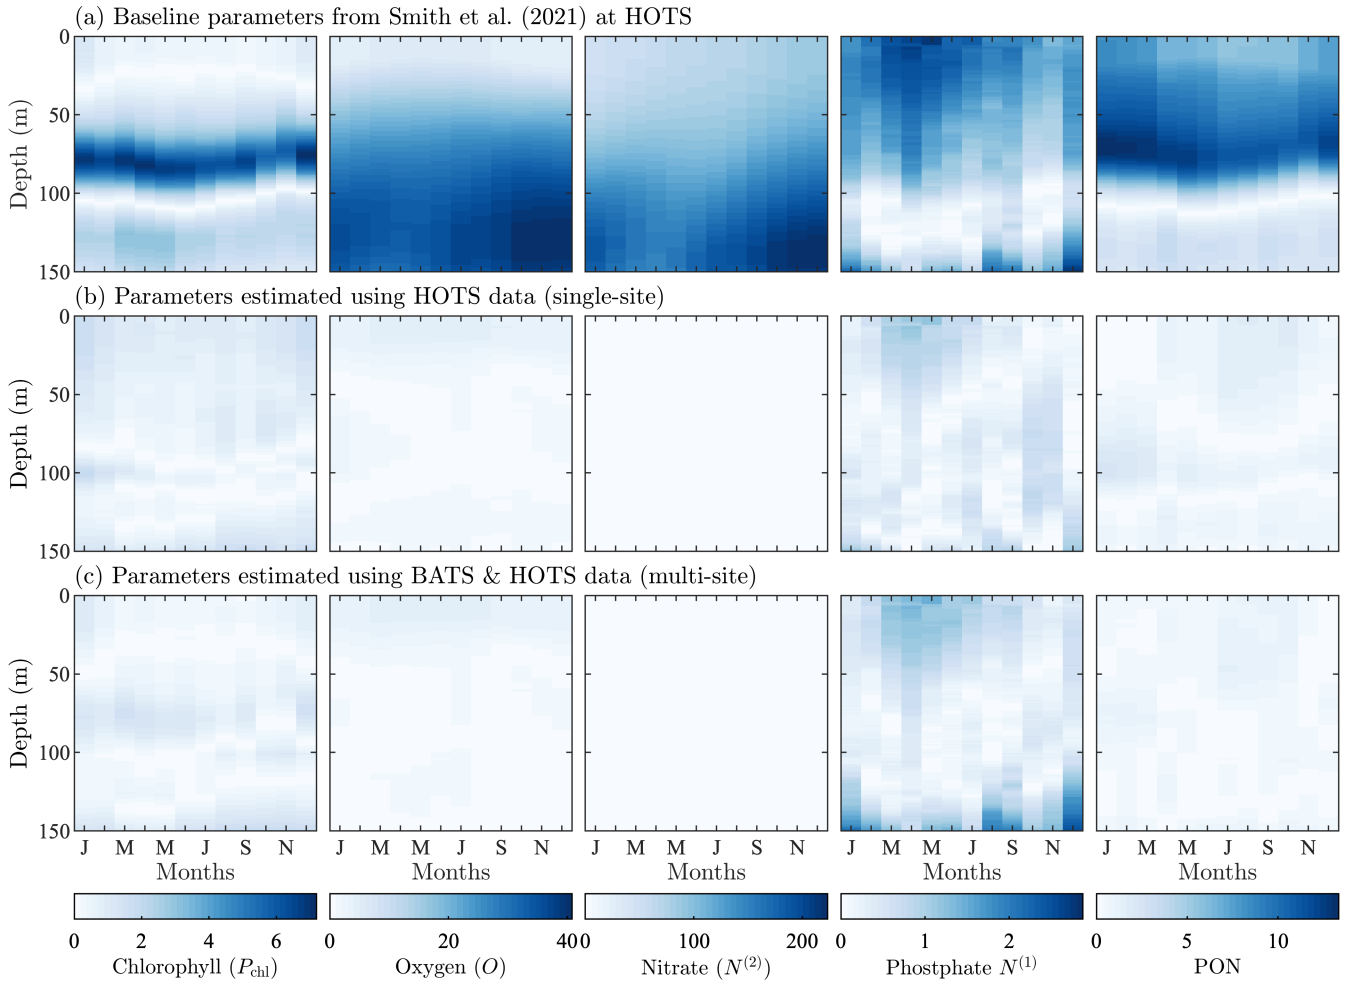 (a) Baseline parameters from Smith et al. (2021) at HOTS
Depth (m)
0
50
100
150
(b) Parameters estimated using HOTS data (single-site)
Depth (m)
0
50
100
150
(c) Parameters estimated using BATS & HOTS data (multi-site)
Depth (m)
0
50
100
150
J M M J S N J M M J S N J M M J S N J M M J S N J M M J S N
Months Months Months Months Months
0 2 4 6 0 20 40 0 100 200 0 1 2 0 5 10
Chlorophyll (P_chl) Oxygen (O) Nitrate (N^(2)) Phostphate N^(1) PON